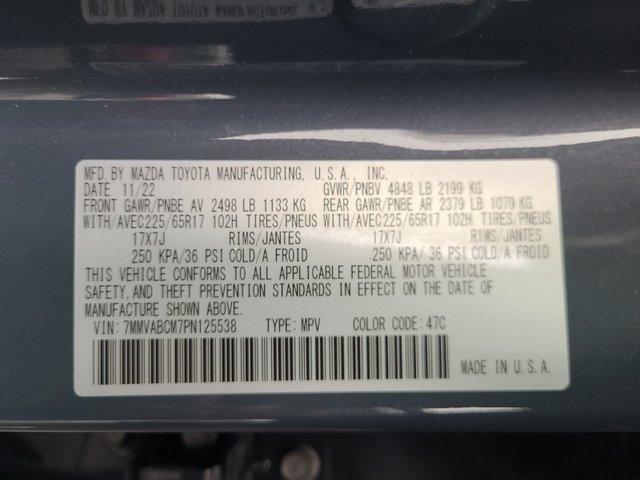 MFD. BY MAZDA TOYOTA MANUFACTURING, U.S.A., INC.
DATE 11/22 GVWR/PNBV 4848 LB 2199 KG
FRONT GAWR/PNBE AV 2498 LB 1133 KG REAR GAWR/PNBE AR 2379 LB 1079 KG
WITH/AVEC225/65R17 102H TIRES/PNEUS WITH/AVEC225/65R17 102H TIRES/PNEUS
17X7J RIMS/JANTES 17X7J RIMS/JANTES
250 KPA/36 PSI COLD/A FROID 250 KPA/ 36 PSI COLD/A FROID
THIS VEHICLE CONFORMS TO ALL APPLICABLE FEDERAL MOTOR VEHICLE
SAFETY, AND THEFT PREVENTION STANDARDS IN EFFECT ON THE DATE OF
MANUFACTURE SHOWN ABOVE.
VIN: 7MMVABCM7PN125538 TYPE: MPV COLOR CODE: 47C
MADE IN U.S.A.